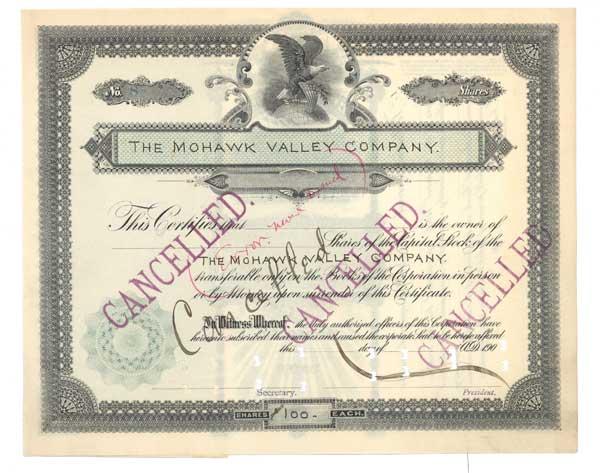 No.
Shares
THE MOHAWK VALLEY COMPANY.
This Certifies that is the owner of
Shares of the Capital Stock of the
THE MOHAWK VALLEY COMPANY.
transferable only on the Books of the Corporation in person
or by Attorney upon surrender of this Certificate.
In Witness Whereof, the duly authorized officers of this Corporation have
hereunto subscribed their names and caused the corporate Seal to be hereto affixed
this day of A.D. 190
Secretary. President.
SHARES 100- EACH.
CANCELLED.
CANCELLED.
CANCELLED.
Cancelled